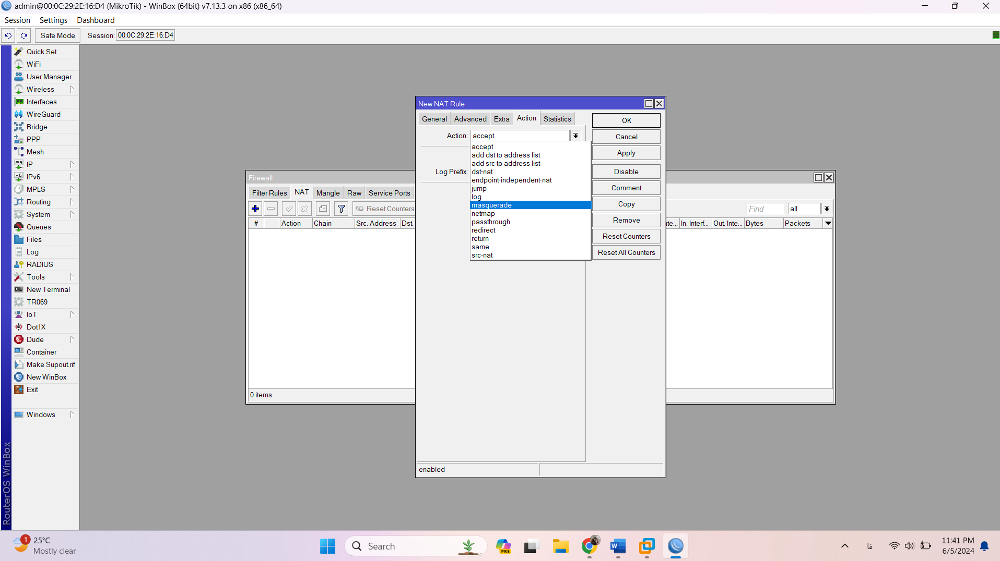 admin@00:0C:29:2E:16:D4 (MikroTik) - WinBox (64bit) v7.13.3 on x86 (x86_64)
Session Settings Dashboard
Safe Mode Session: 00:0C:29:2E:16:D4
Quick Set
WiFi
User Manager
Wireless
Interfaces
WireGuard
Bridge
PPP
Mesh
IP
IPv6
MPLS
Routing
System
Queues
Files
Log
RADIUS
Tools
New Terminal
TR069
IoT
Dot1X
Dude
Container
Make Supout.rif
New WinBox
Exit
Windows
RouterOS WinBox
Firewall
Filter Rules NAT Mangle Raw Service Ports
Reset Counters
Find all
# Action Chain Src. Address Dst.
In. Interf... Out. Inte... Bytes Packets
0 items
New NAT Rule
General Advanced Extra Action Statistics
Action: accept
accept
add dst to address list
add src to address list
Log Prefix:
dst-nat
endpoint-independent-nat
jump
log
masquerade
netmap
passthrough
redirect
return
same
src-nat
OK
Cancel
Apply
Disable
Comment
Copy
Remove
Reset Counters
Reset All Counters
enabled
1
25°C
Mostly clear
Search
PRE
فا
11:41 PM
6/5/2024